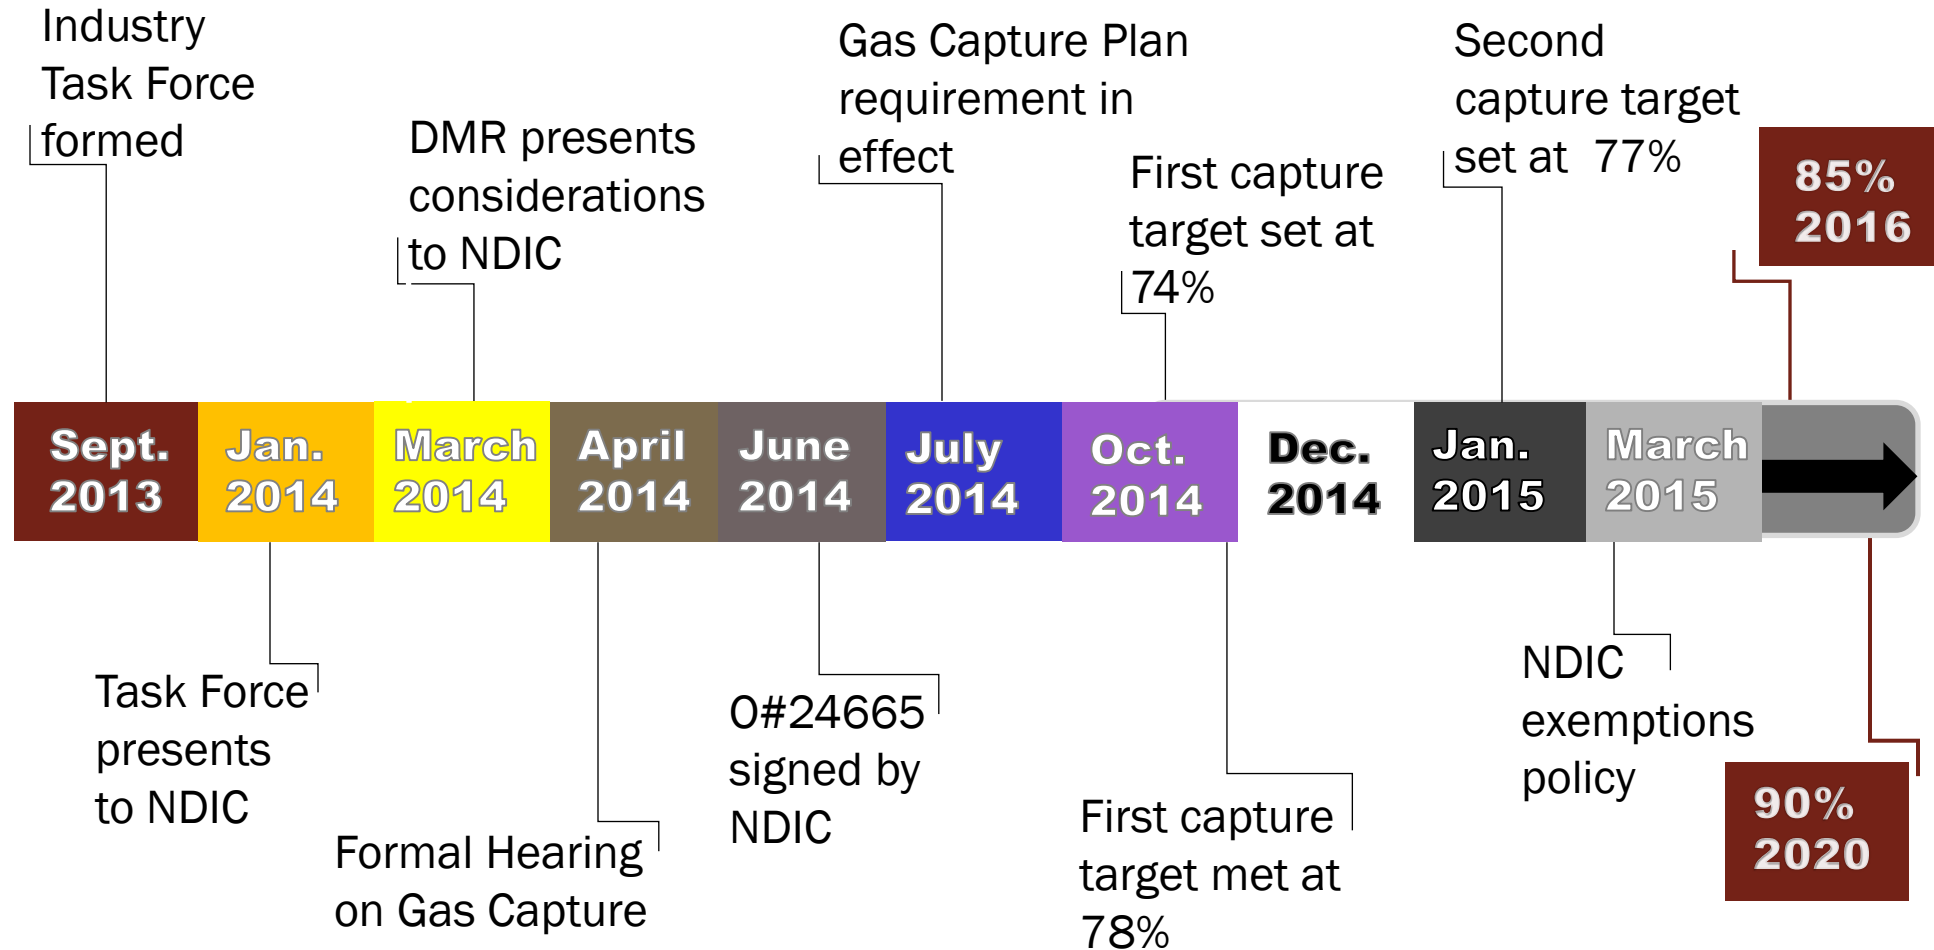 Industry
Task Force
formed
DMR presents
considerations
to NDIC
Gas Capture Plan
requirement in
effect
First capture
target set at
74%
Second
capture target
set at 77%
85%
2016
Sept.
2013
Jan.
2014
March
2014
April
2014
June
2014
July
2014
Oct.
2014
Dec.
2014
Jan.
2015
March
2015
Task Force
presents
to NDIC
Formal Hearing
on Gas Capture
O#24665
signed by
NDIC
First capture
target met at
78%
NDIC
exemptions
policy
90%
2020